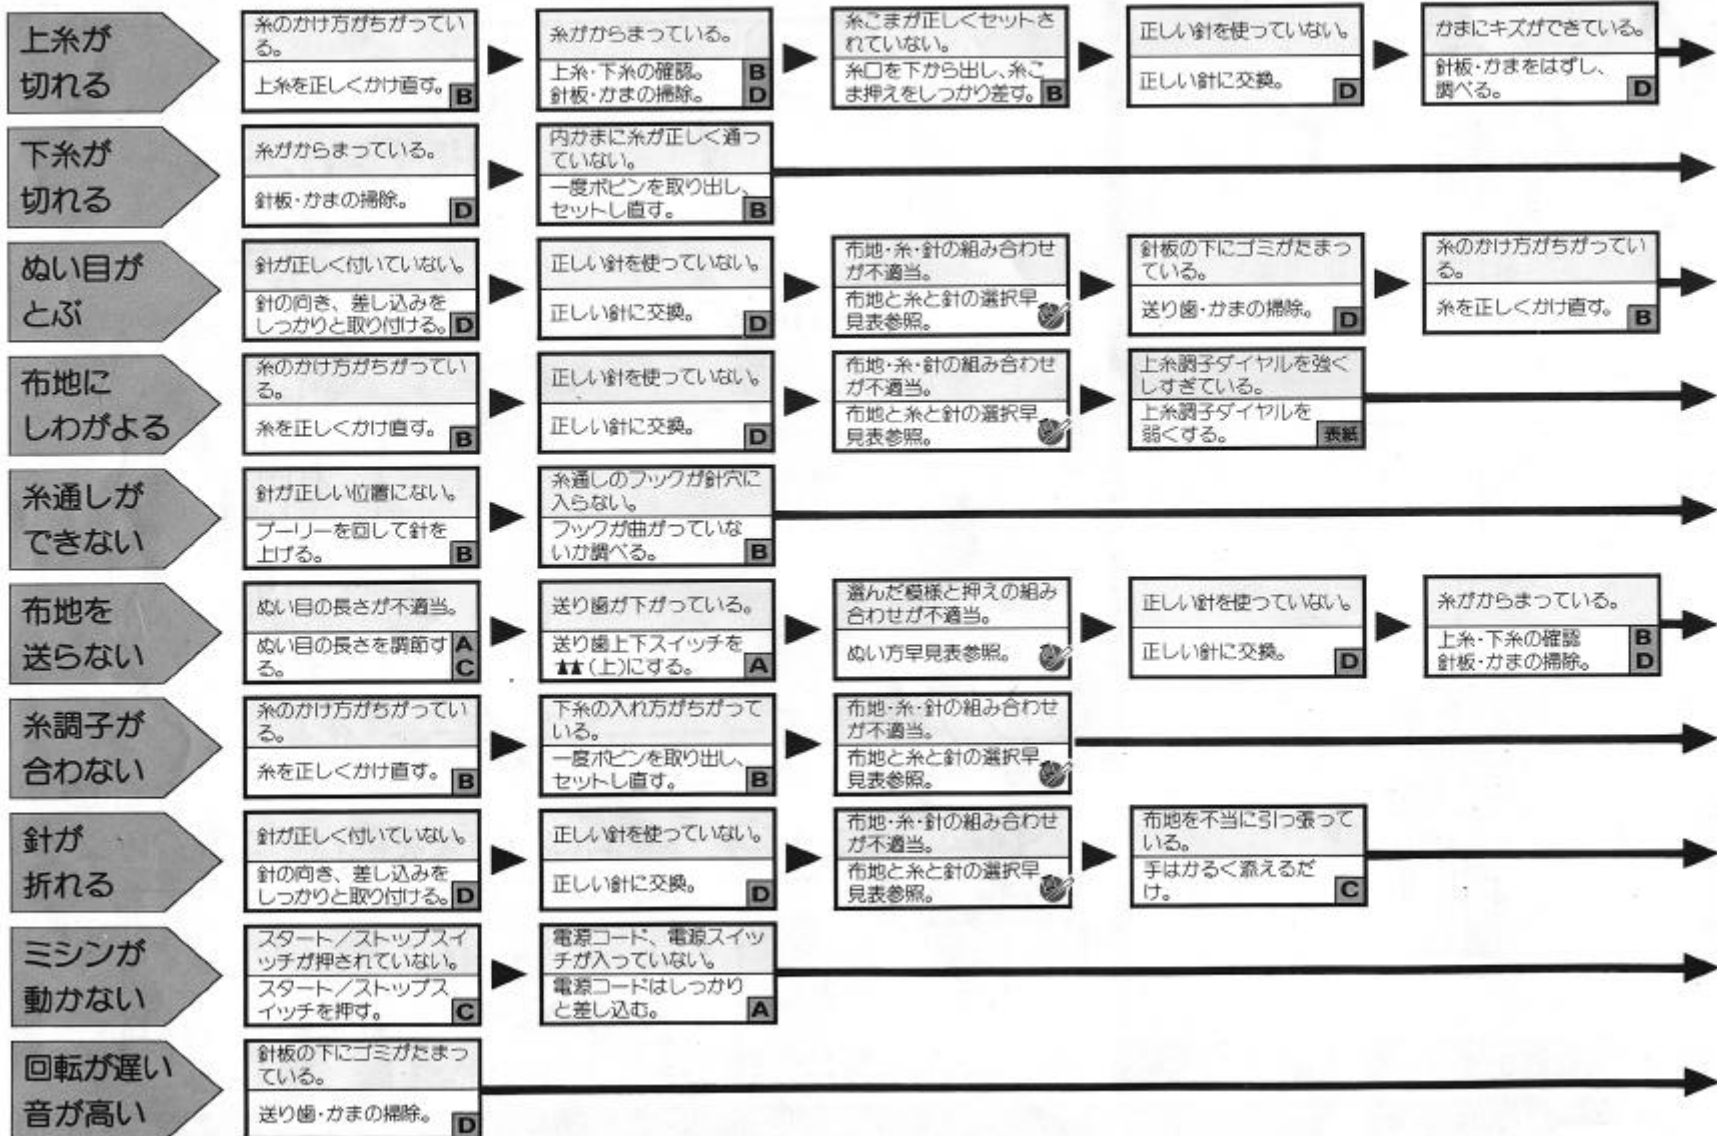 上糸が
切れる
糸のかけ方がちがってい
る。
上糸を正しくかけ直す。
B
糸がからまっている。
上糸・下糸の確認。
針板・かまの掃除。
B
D
糸こまが正しくセットさ
れていない。
糸口を下から出し、糸こ
ま押えをしっかり差す。
B
正しい針を使っていない。
正しい針に交換。
D
かまにキズができている。
針板・かまをはずし、
調べる。
D
下糸が
切れる
糸がからまっている。
針板・かまの掃除。
D
内かまに糸が正しく通っ
ていない。
一度ボビンを取り出し、
セットし直す。
B
ぬい目が
とぶ
針が正しく付いていない。
針の向き、差し込みを
しっかりと取り付ける。
D
正しい針を使っていない。
正しい針に交換。
D
布地・糸・針の組み合わせ
が不適当。
布地と糸と針の選択早
見表参照。
針板の下にゴミがたまっ
ている。
送り歯・かまの掃除。
D
糸のかけ方がちがってい
る。
糸を正しくかけ直す。
B
布地に
しわがよる
糸のかけ方がちがってい
る。
糸を正しくかけ直す。
B
正しい針を使っていない。
正しい針に交換。
D
布地・糸・針の組み合わせ
が不適当。
布地と糸と針の選択早
見表参照。
上糸調子ダイヤルを強く
しすぎている。
上糸調子ダイヤルを
弱くする。
表紙
糸通しが
できない
針が正しい位置にない。
プーリーを回して針を
上げる。
B
糸通しのフックが針穴に
入らない。
フックが曲がっていな
いか調べる。
B
布地を
送らない
ぬい目の長さが不適当。
ぬい目の長さを調節す
る。
A
C
送り歯が下がっている。
送り歯上下スイッチを
(上)にする。
A
選んだ模様と押えの組み
合わせが不適当。
ぬい方早見表参照。
正しい針を使っていない。
正しい針に交換。
D
糸がからまっている。
上糸・下糸の確認
針板・かまの掃除。
B
D
糸調子が
合わない
糸のかけ方がちがってい
る。
糸を正しくかけ直す。
B
下糸の入れ方がちがって
いる。
一度ボビンを取り出し、
セットし直す。
B
布地・糸・針の組み合わせ
が不適当。
布地と糸と針の選択早
見表参照。
針が
折れる
針が正しく付いていない。
針の向き、差し込みを
しっかりと取り付ける。
D
正しい針を使っていない。
正しい針に交換。
D
布地・糸・針の組み合わせ
が不適当。
布地と糸と針の選択早
見表参照。
布地を不当に引っ張って
いる。
手はかるく添えるだ
け。
C
ミシンが
動かない
スタート／ストップスイ
ッチが押されていない。
スタート／ストップス
イッチを押す。
C
電源コード、電源スイッ
チが入っていない。
電源コードはしっかり
と差し込む。
A
回転が遅い
音が高い
針板の下にゴミがたまっ
ている。
送り歯・かまの掃除。
D